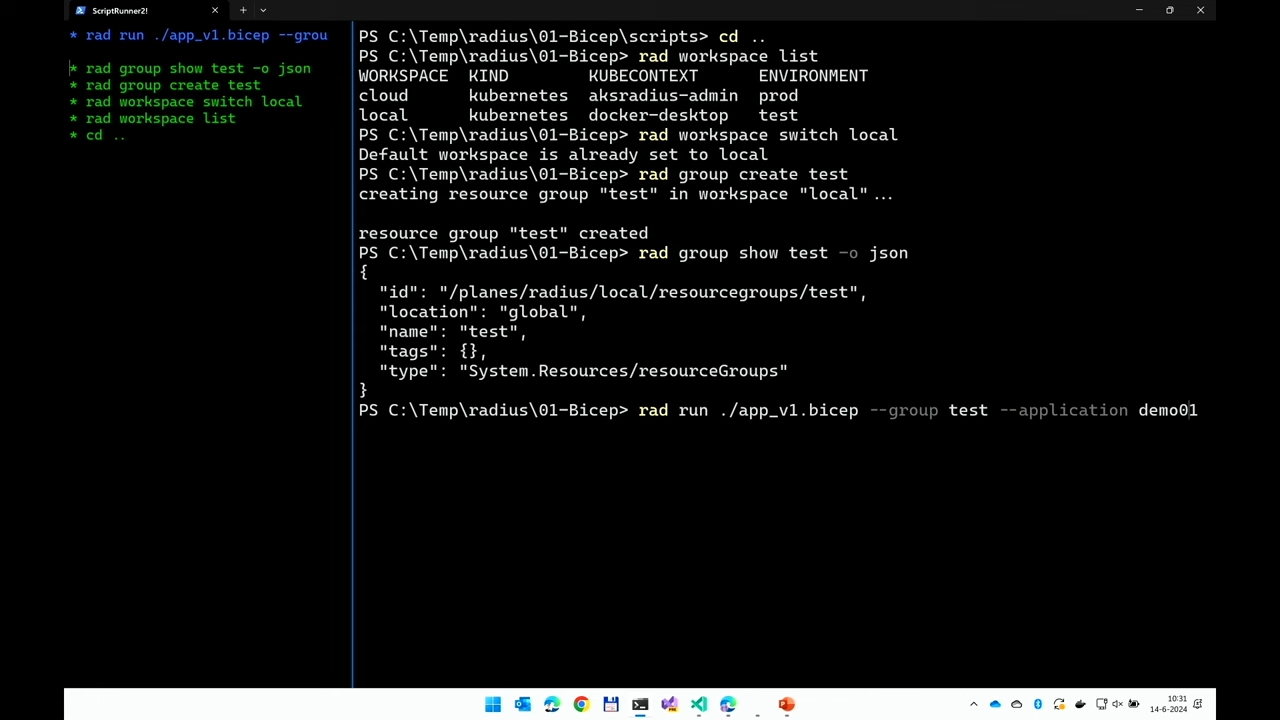 ScriptRunner2!
* rad run ./app_v1.bicep --grou
* rad group show test -o json
* rad group create test
* rad workspace switch local
* rad workspace list
* cd ..
PS C:\Temp\radius\01-Bicep\scripts> cd ..
PS C:\Temp\radius\01-Bicep> rad workspace list
WORKSPACE  KIND        KUBECONTEXT      ENVIRONMENT
cloud      kubernetes  aksradius-admin  prod
local      kubernetes  docker-desktop   test
PS C:\Temp\radius\01-Bicep> rad workspace switch local
Default workspace is already set to local
PS C:\Temp\radius\01-Bicep> rad group create test
creating resource group "test" in workspace "local"...
resource group "test" created
PS C:\Temp\radius\01-Bicep> rad group show test -o json
{
  "id": "/planes/radius/local/resourcegroups/test",
  "location": "global",
  "name": "test",
  "tags": {},
  "type": "System.Resources/resourceGroups"
}
PS C:\Temp\radius\01-Bicep> rad run ./app_v1.bicep --group test --application demo01
10:31
14-6-2024